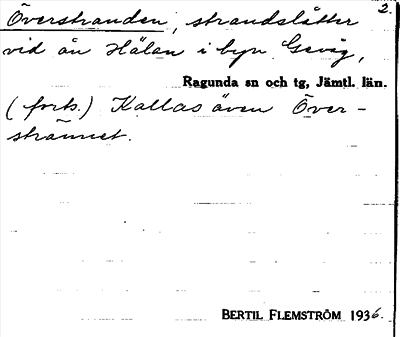 2.
Överstranden, strandslåtter
vid ån Hälan i byn Gevåg,
Ragunda sn och tg, Jämtl. län.
(forts.) Kallas även Över-
strännet.
BERTIL FLEMSTRÖM 1936.